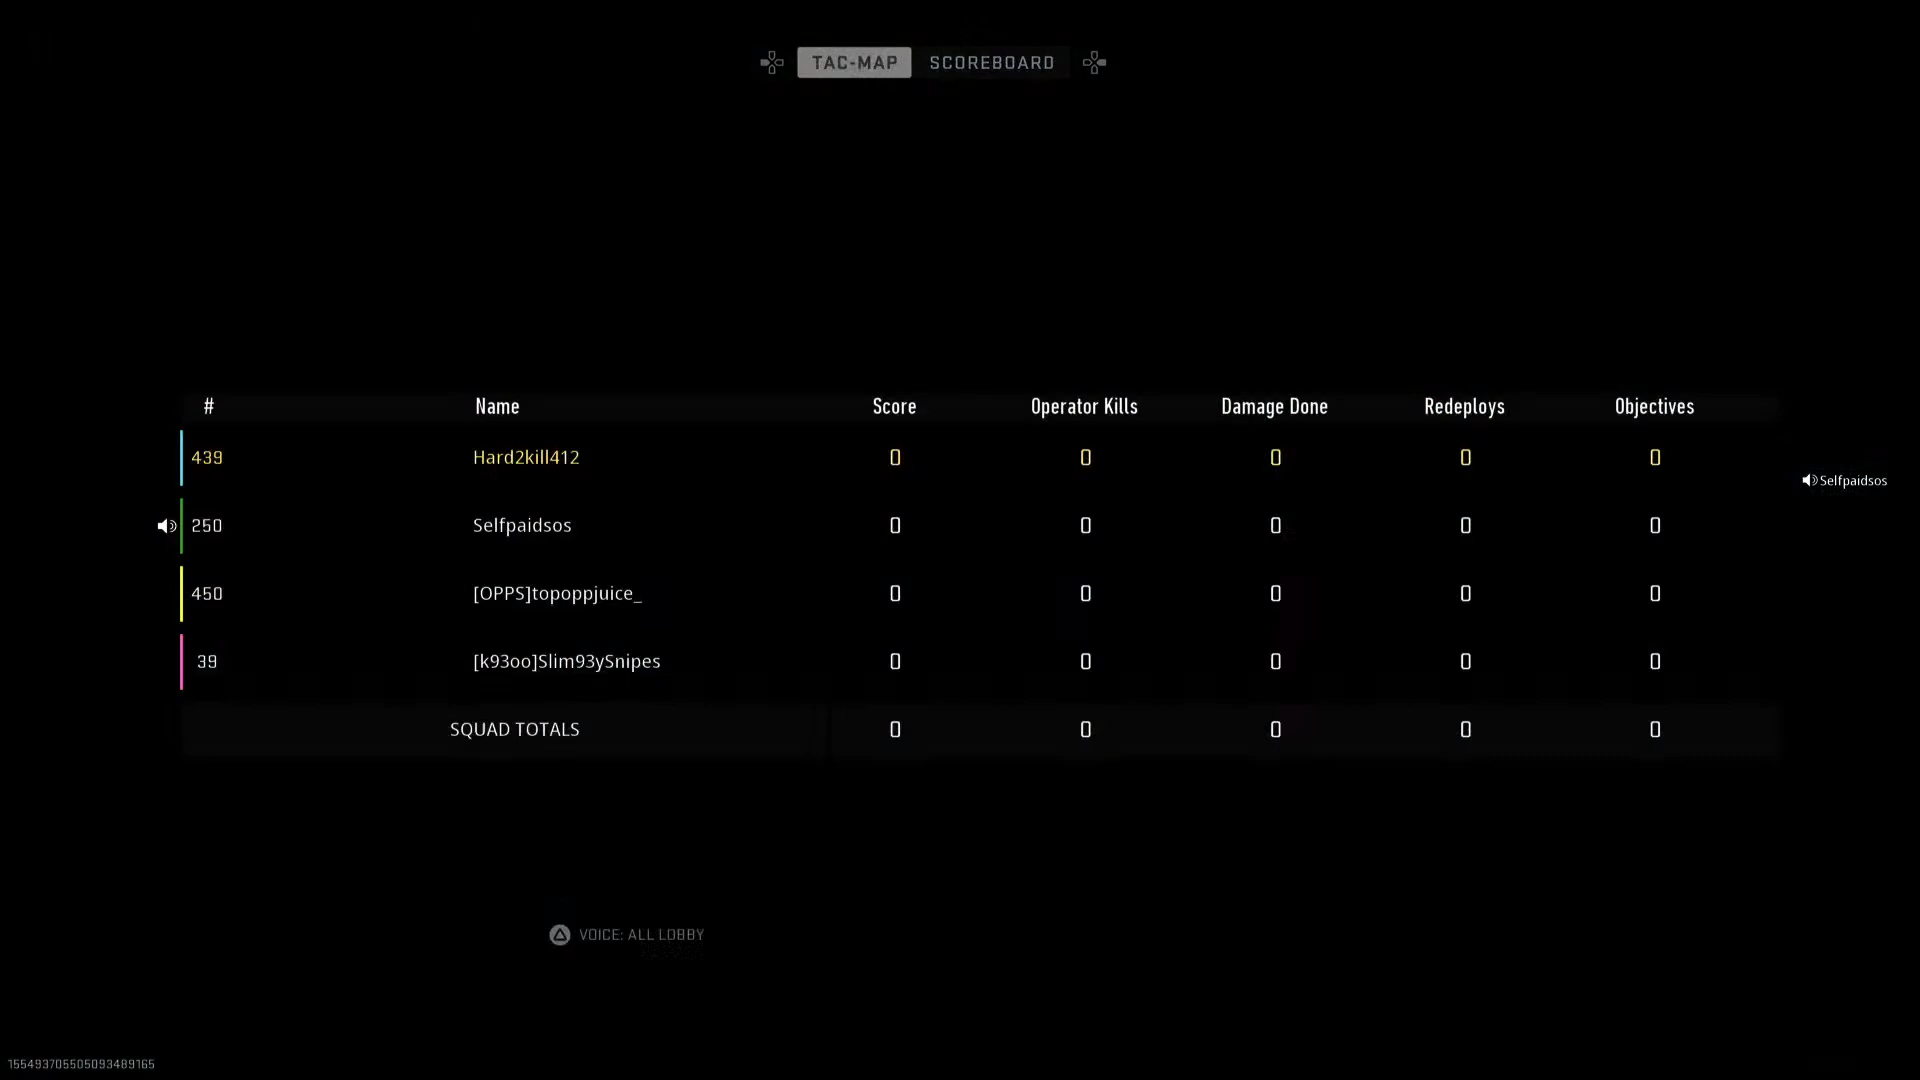 TAC-MAP SCOREBOARD
# Name Score Operator Kills Damage Done Redeploys Objectives
439 Hard2kill412 0 0 0 0 0
Selfpaidsos
250 Selfpaidsos 0 0 0 0 0
450 [OPPS]topoppjuice_ 0 0 0 0 0
39 [k93oo]Slim93ySnipes 0 0 0 0 0
SQUAD TOTALS 0 0 0 0 0
VOICE: ALL LOBBY
155493705505093489165